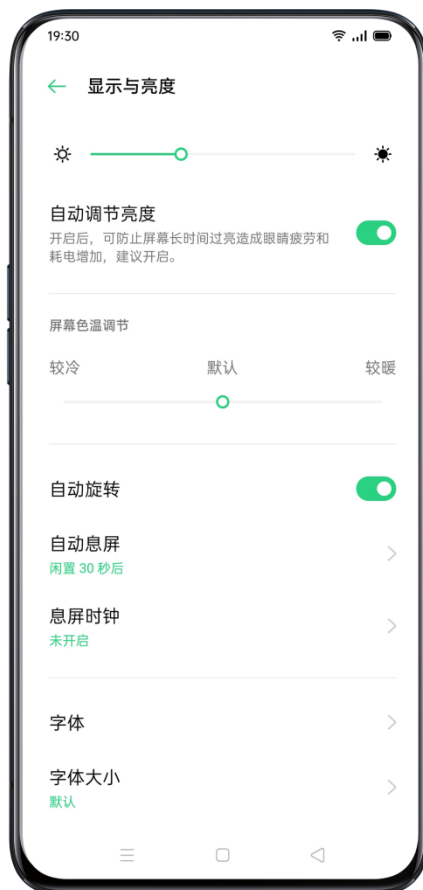 19:30
显示与亮度
自动调节亮度
开启后，可防止屏幕长时间过亮造成眼睛疲劳和
耗电增加，建议开启。
屏幕色温调节
较冷 默认 较暖
自动旋转
自动息屏
闲置 30 秒后
息屏时钟
未开启
字体
字体大小
默认